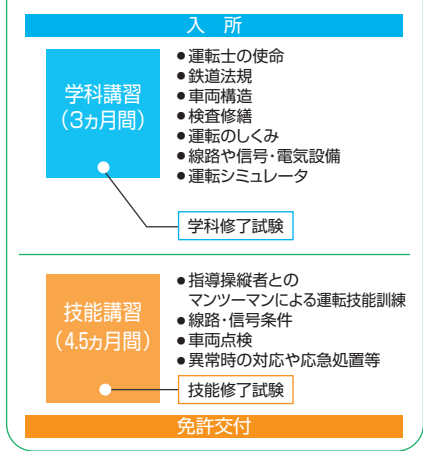 入 所
学科講習
（3ヵ月間）
●運転士の使命
●鉄道法規
●車両構造
●検査修繕
●運転のしくみ
●線路や信号・電気設備
●運転シミュレータ
学科修了試験
技能講習
（4.5ヵ月間）
●指導操縦者との
マンツーマンによる運転技能訓練
●線路・信号条件
●車両点検
●異常時の対応や応急処置等
技能修了試験
免許交付